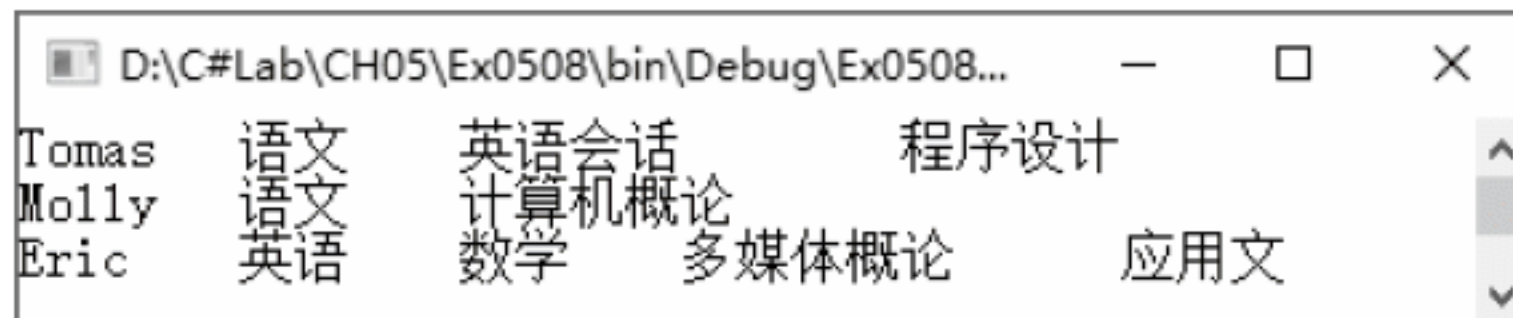 D:\C#Lab\CH05\Ex0508\bin\Debug\Ex0508...
Tomas 语文 英语会话 程序设计
Molly 语文 计算机概论
Eric 英语 数学 多媒体概论 应用文